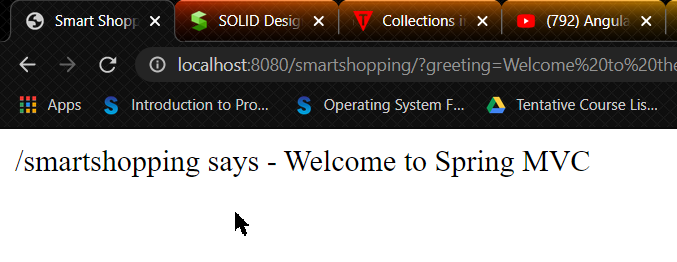 Smart Shopp
SOLID Desig
Collections i
(792) Angula
localhost:8080/smartshopping/?greeting=Welcome%20to%20the
Apps
Introduction to Pro...
Operating System F...
Tentative Course Lis...
/smartshopping says - Welcome to Spring MVC